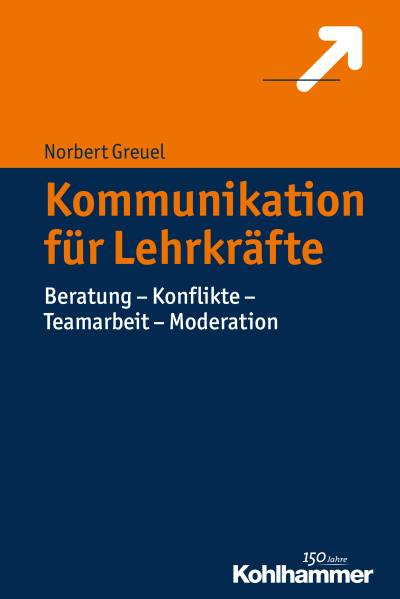 Norbert Greuel
Kommunikation
für Lehrkräfte
Beratung – Konflikte –
Teamarbeit – Moderation
150 Jahre
Kohlhammer